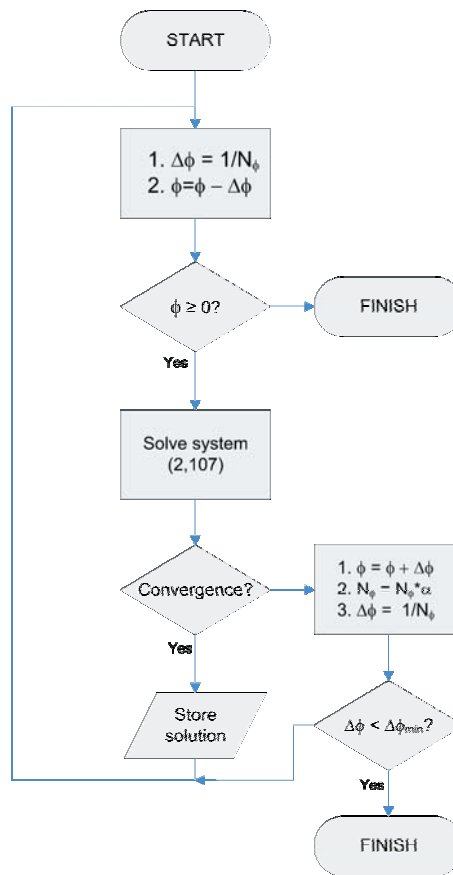 START
1. Δϕ = 1/Nϕ
2. ϕ=ϕ − Δϕ
ϕ ≥ 0?
FINISH
Yes
Solve system
(2,107)
Convergence?
1. ϕ = ϕ + Δϕ
2. Nϕ = Nϕ*α
3. Δϕ = 1/Nϕ
Yes
Store
solution
Δϕ < Δϕmin?
Yes
FINISH